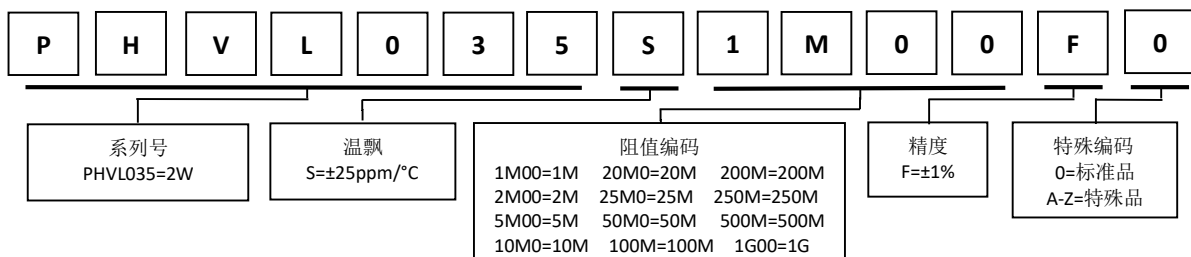 P H V L 0 3 5 S 1 M 0 0 F 0
系列号
PHVL035=2W
温飘
S=±25ppm/°C
阻值编码
1M00=1M 20M0=20M 200M=200M
2M00=2M 25M0=25M 250M=250M
5M00=5M 50M0=50M 500M=500M
10M0=10M 100M=100M 1G00=1G
精度
F=±1%
特殊编码
0=标准品
A-Z=特殊品